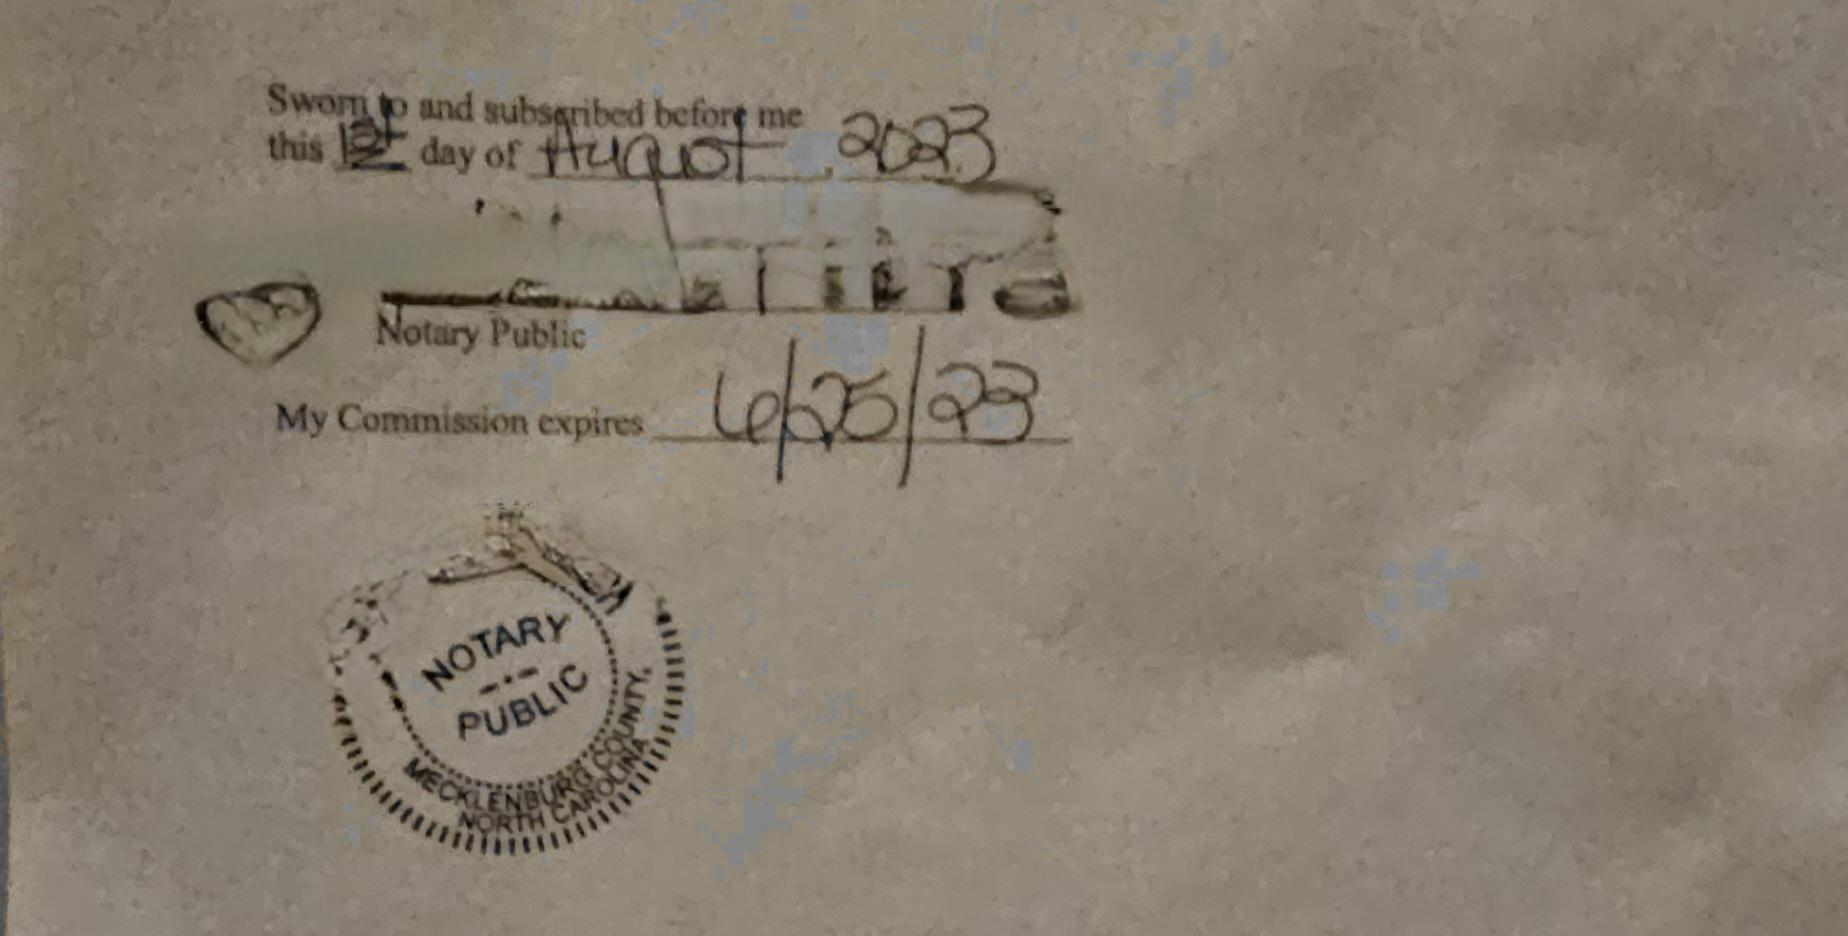 Sworn to and subscribed before me
this 1st day of August, 2023
Notary Public
My Commission expires 6/25/23
NOTARY
PUBLIC
MECKLENBURG COUNTY,
NORTH CAROLINA